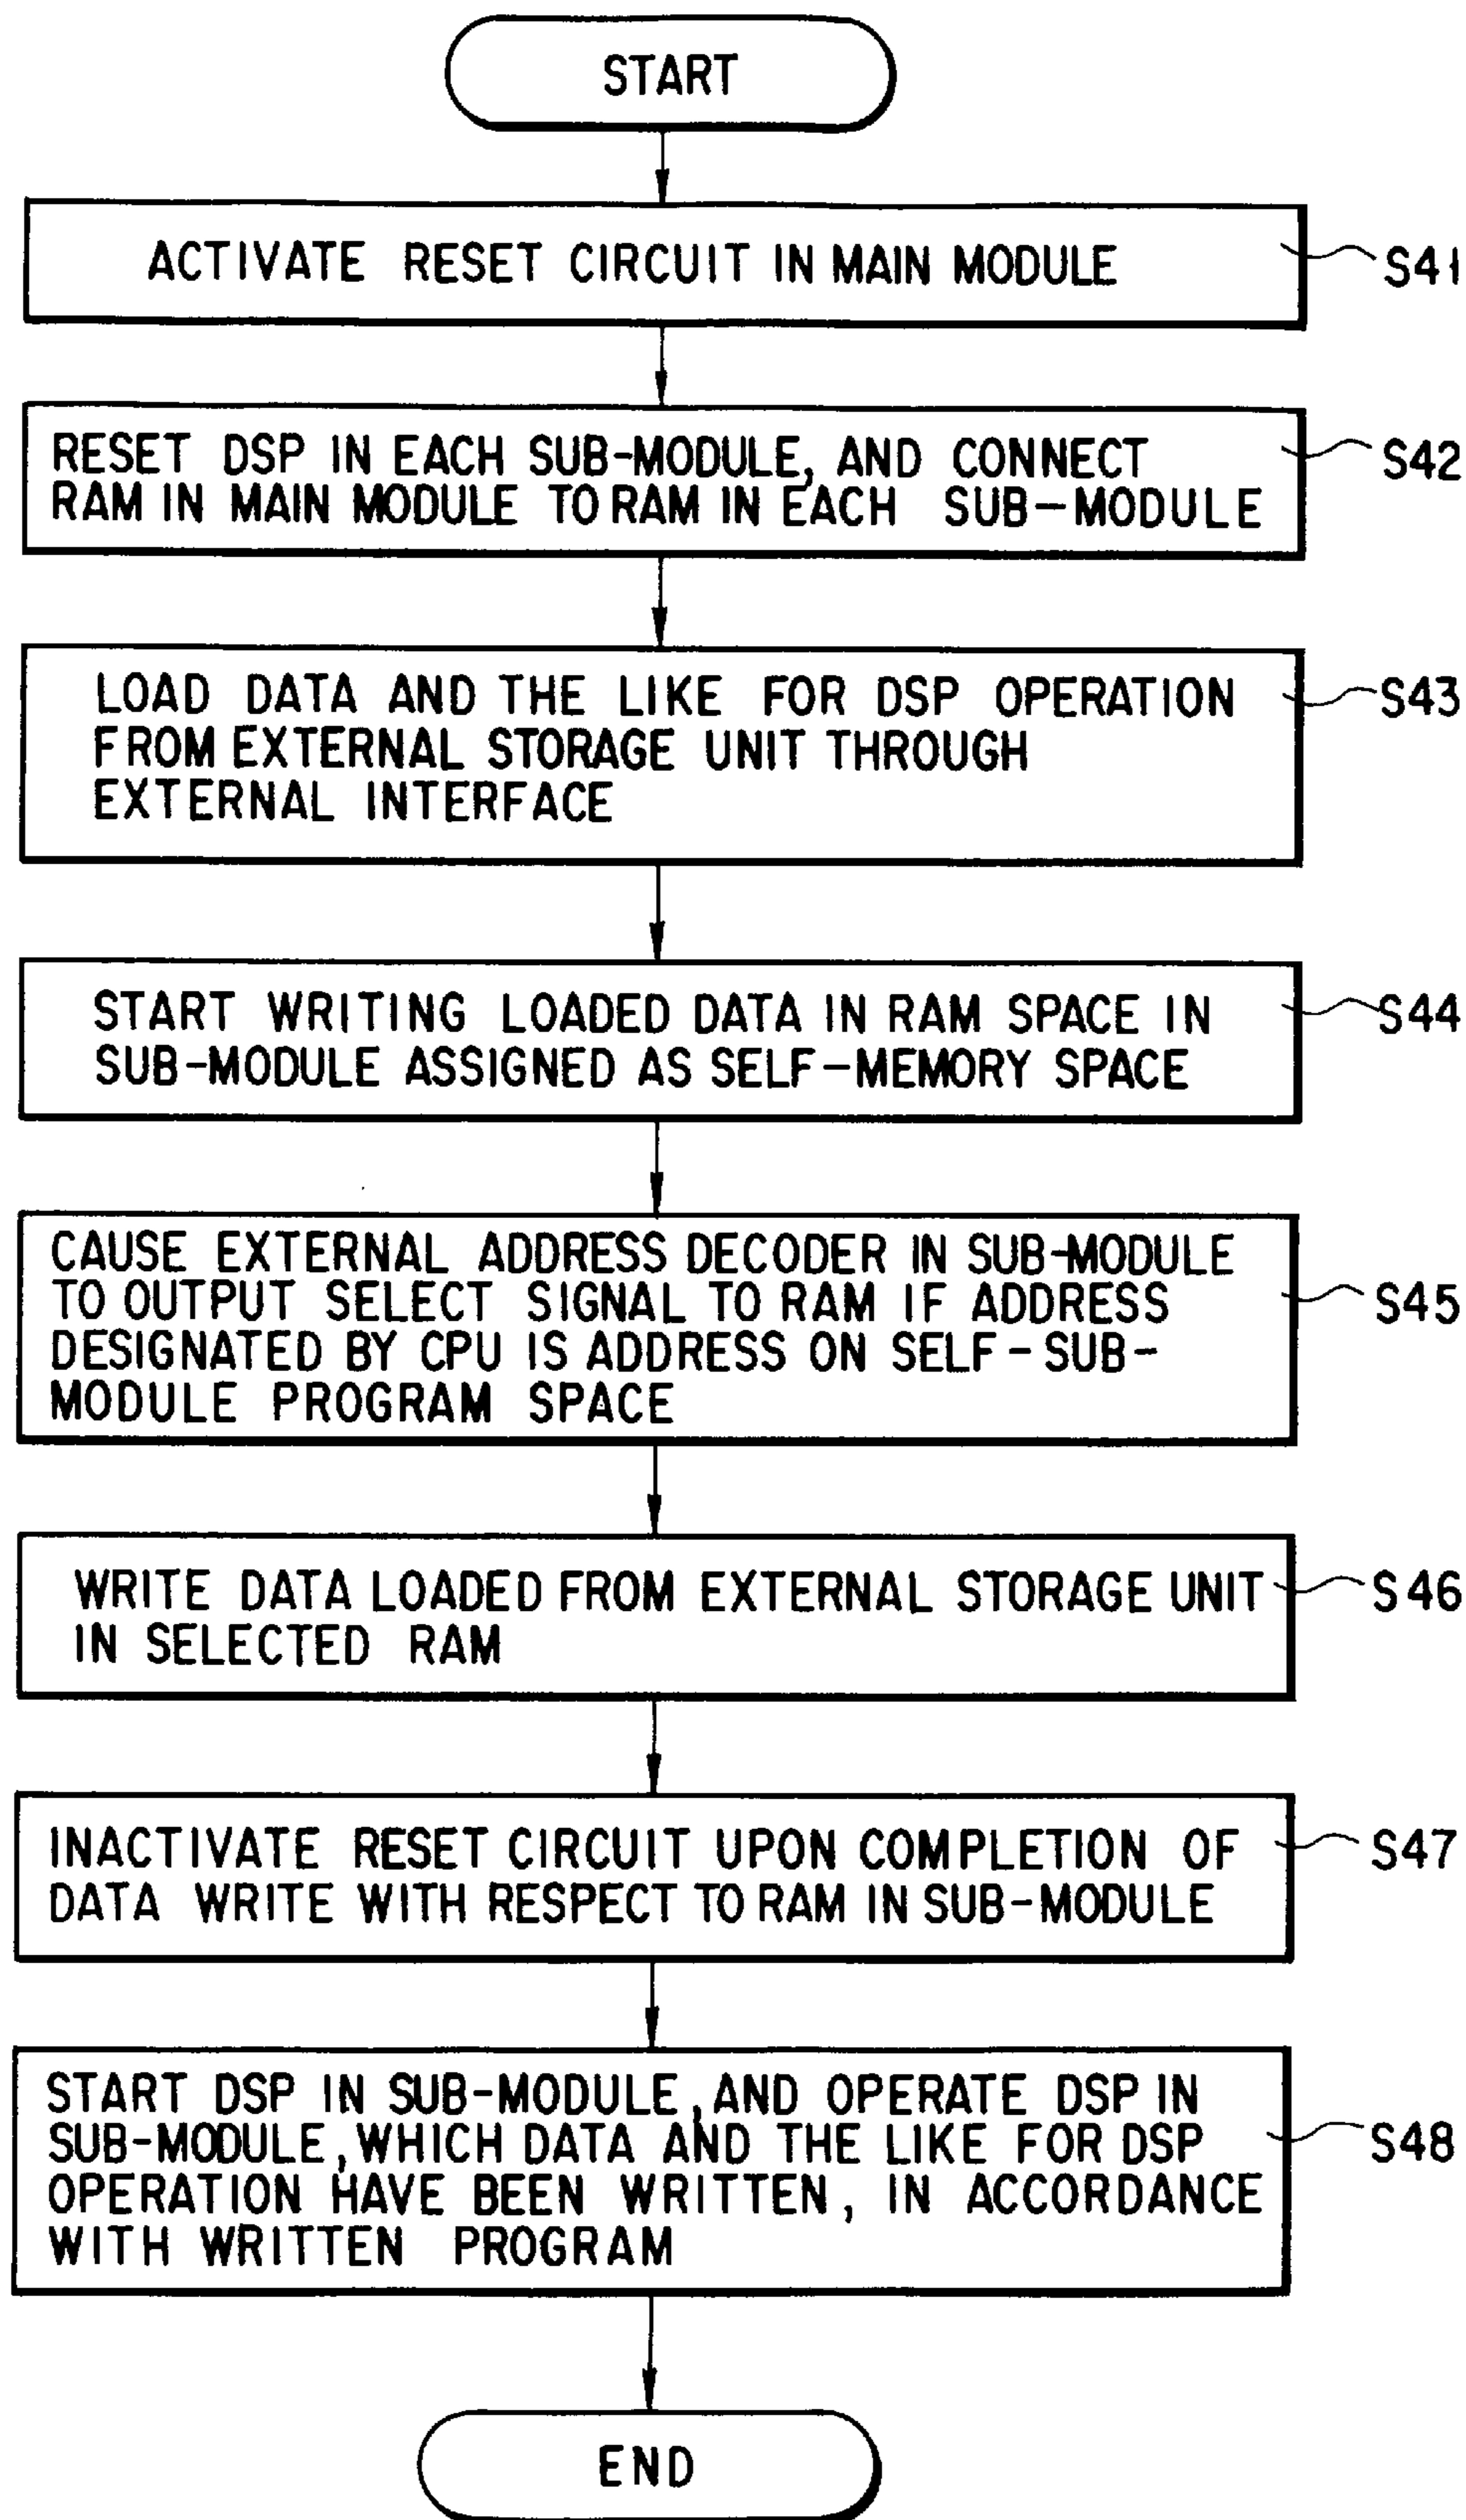 START
ACTIVATE RESET CIRCUIT IN MAIN MODULE
S41
RESET DSP IN EACH SUB-MODULE, AND CONNECT
RAM IN MAIN MODULE TO RAM IN EACH SUB-MODULE
S42
LOAD DATA AND THE LIKE FOR DSP OPERATION
FROM EXTERNAL STORAGE UNIT THROUGH
EXTERNAL INTERFACE
S43
START WRITING LOADED DATA IN RAM SPACE IN
SUB-MODULE ASSIGNED AS SELF-MEMORY SPACE
S44
CAUSE EXTERNAL ADDRESS DECODER IN SUB-MODULE
TO OUTPUT SELECT SIGNAL TO RAM IF ADDRESS
DESIGNATED BY CPU IS ADDRESS ON SELF-SUB-
MODULE PROGRAM SPACE
S45
WRITE DATA LOADED FROM EXTERNAL STORAGE UNIT
IN SELECTED RAM
S46
INACTIVATE RESET CIRCUIT UPON COMPLETION OF
DATA WRITE WITH RESPECT TO RAM IN SUB-MODULE
S47
START DSP IN SUB-MODULE, AND OPERATE DSP IN
SUB-MODULE, WHICH DATA AND THE LIKE FOR DSP
OPERATION HAVE BEEN WRITTEN, IN ACCORDANCE
WITH WRITTEN PROGRAM
S48
END